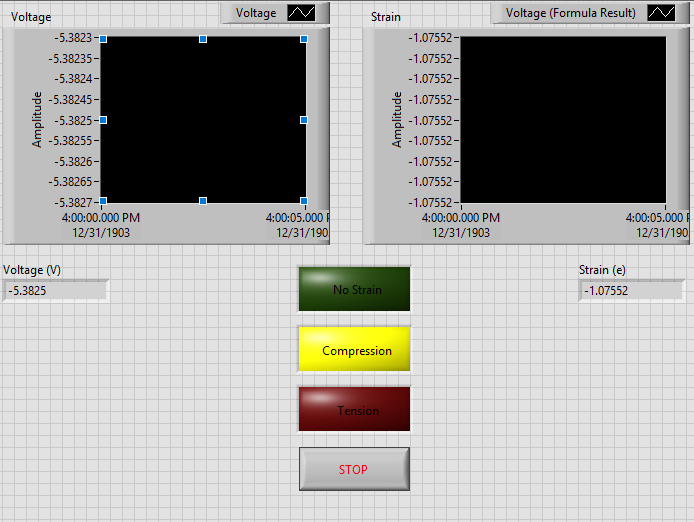 Voltage
Voltage
Strain
Voltage (Formula Result)
-5.3823
-5.38235
-5.3824
-5.38245
-5.3825
-5.38255
-5.3826
-5.38265
-5.3827
Amplitude
4:00:00.000 PM
12/31/1903
4:00:05.000
12/31/190
-1.07552
-1.07552
-1.07552
-1.07552
-1.07552
-1.07552
-1.07552
-1.07552
-1.07552
Amplitude
4:00:00.000 PM
12/31/1903
4:00:05.000
12/31/190
Voltage (V)
-5.3825
No Strain
Strain (e)
-1.07552
Compression
Tension
STOP